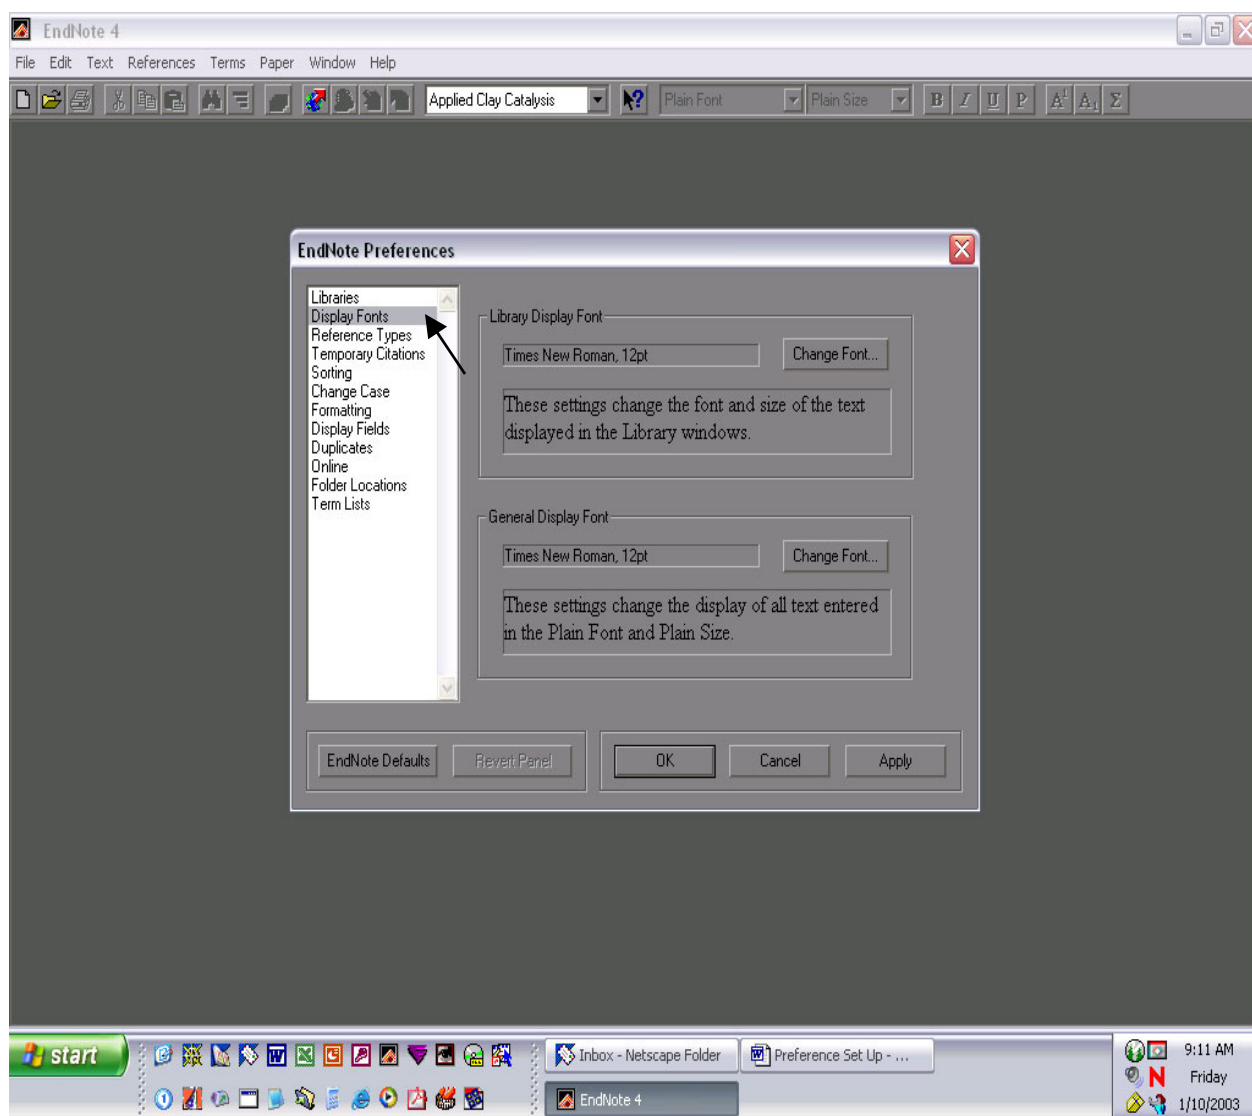 EndNote 4
File Edit Text References Terms Paper Window Help
Applied Clay Catalysis Plain Font Plain Size B I U P A¹ A₁ Σ
EndNote Preferences
Libraries
Display Fonts
Reference Types
Temporary Citations
Sorting
Change Case
Formatting
Display Fields
Duplicates
Online
Folder Locations
Term Lists
Library Display Font
Times New Roman, 12pt Change Font...
These settings change the font and size of the text
displayed in the Library windows.
General Display Font
Times New Roman, 12pt Change Font...
These settings change the display of all text entered
in the Plain Font and Plain Size.
EndNote Defaults Revert Panel OK Cancel Apply
start Inbox - Netscape Folder Preference Set Up - ... 9:11 AM
Friday
EndNote 4 1/10/2003